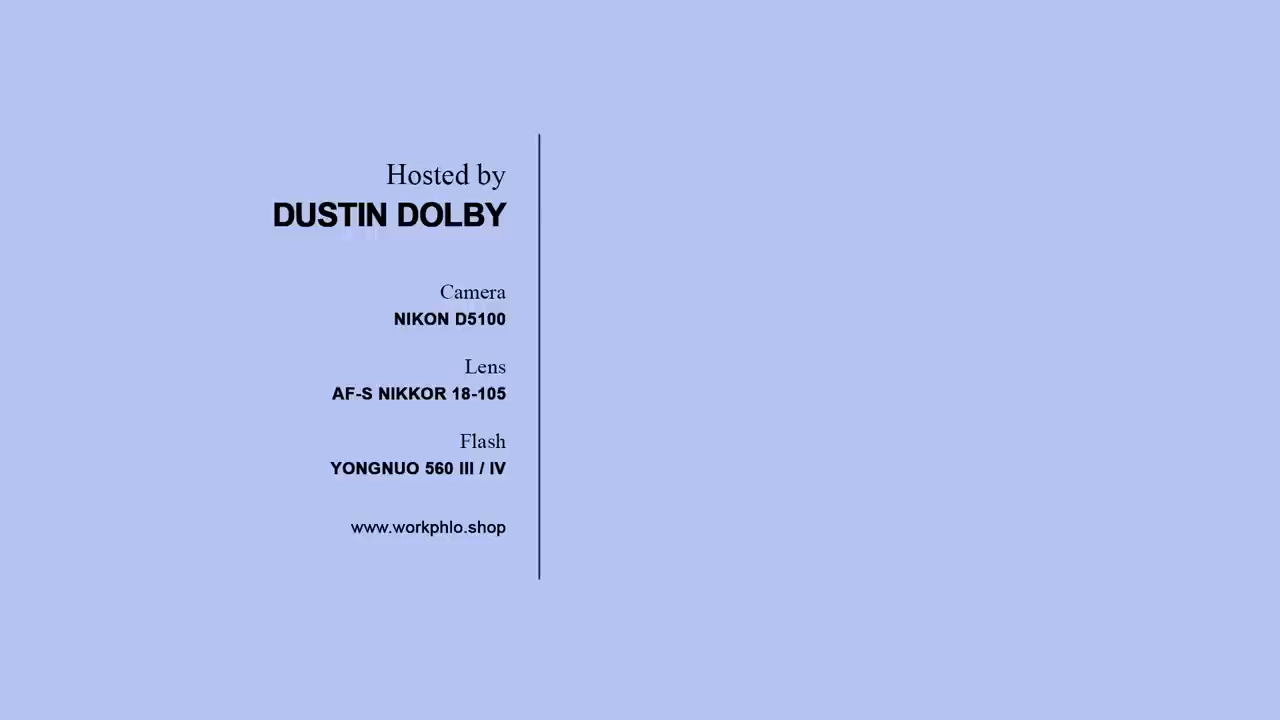 Hosted by
DUSTIN DOLBY
Camera
NIKON D5100
Lens
AF-S NIKKOR 18-105
Flash
YONGNUO 560 III / IV
www.workphlo.shop